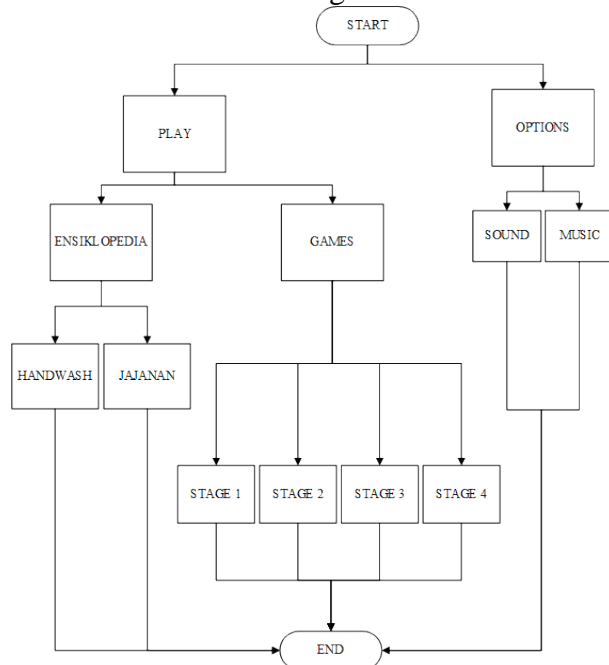 START
PLAY
OPTIONS
ENSIKLOPEDIA
GAMES
SOUND
MUSIC
HANDWASH
JAJANAN
STAGE 1
STAGE 2
STAGE 3
STAGE 4
END